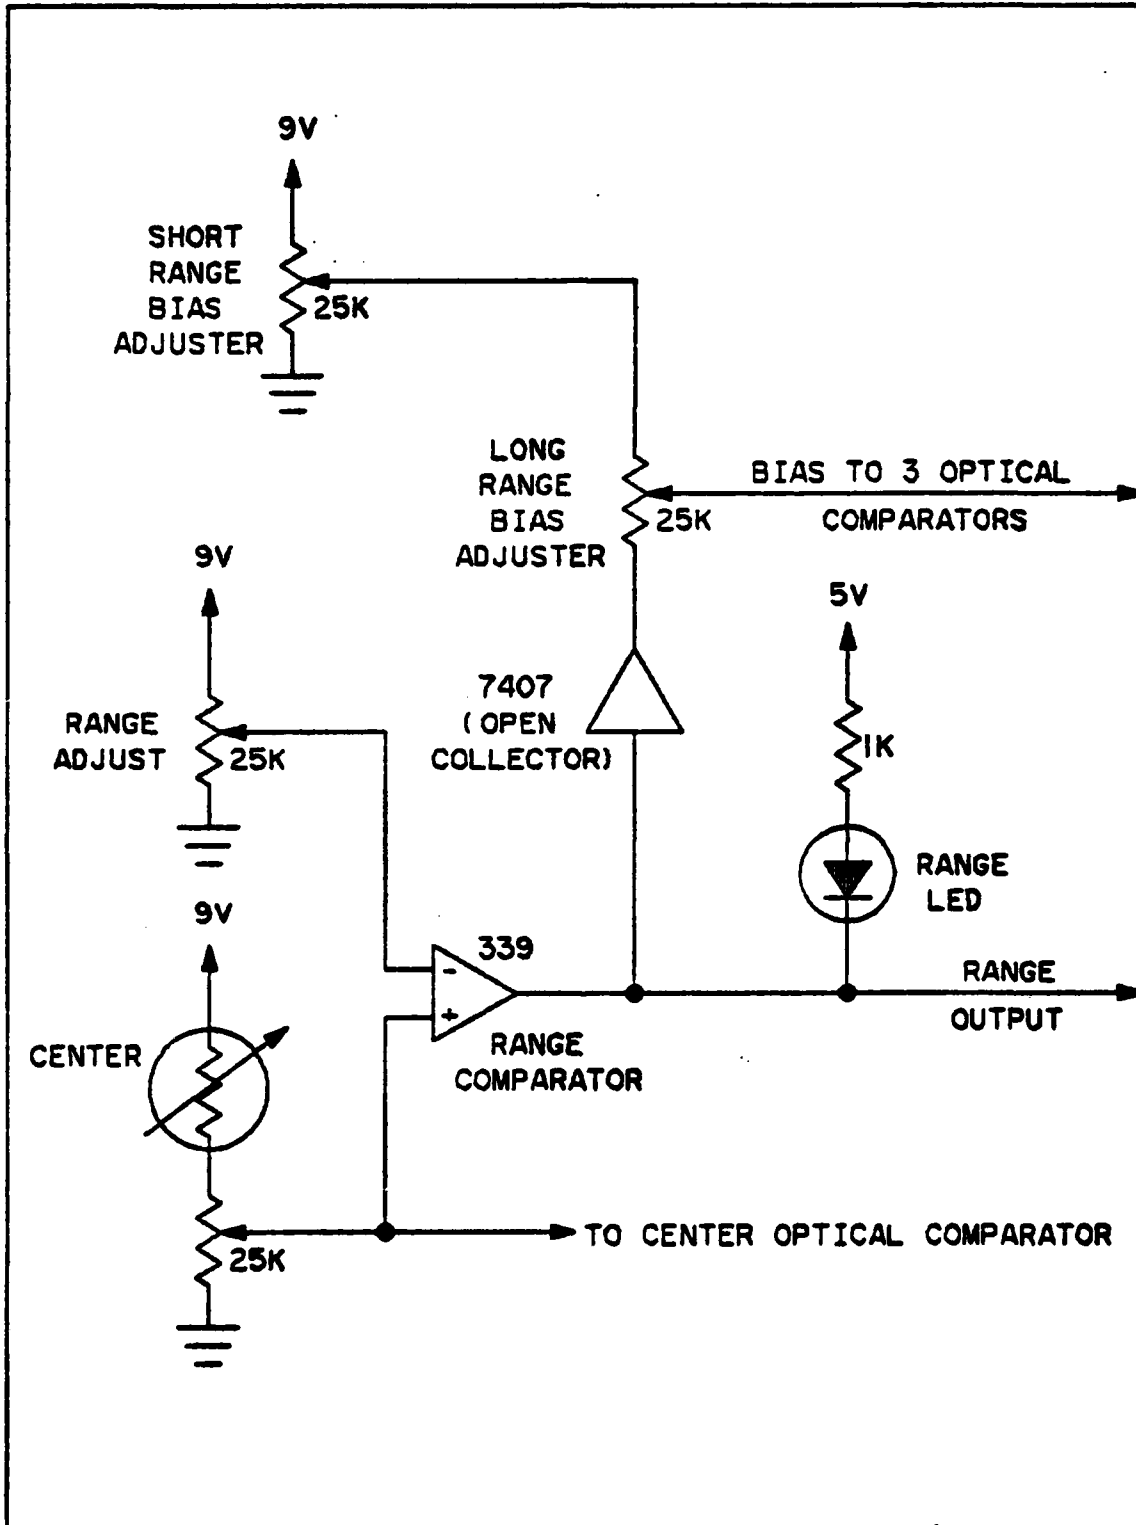 9V
SHORT
RANGE
BIAS
ADJUSTER
25K
LONG
RANGE
BIAS
ADJUSTER
25K
BIAS TO 3 OPTICAL
COMPARATORS
9V
RANGE
ADJUST
25K
7407
(OPEN
COLLECTOR)
5V
1K
RANGE
LED
9V
CENTER
25K
-
+
339
RANGE
COMPARATOR
RANGE
OUTPUT
TO CENTER OPTICAL COMPARATOR